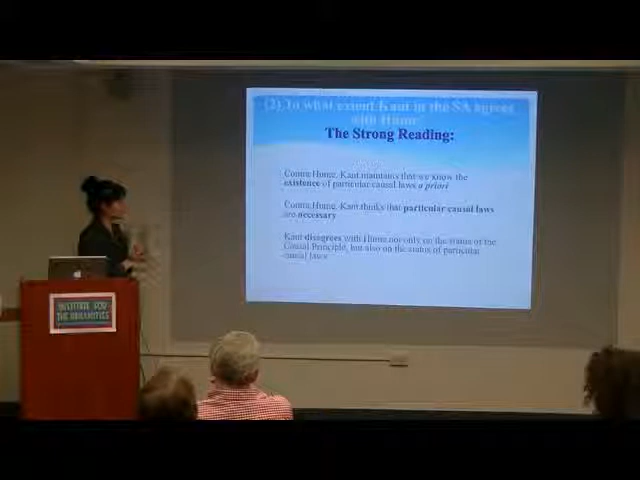 (2) To what extent Kant in the SA agrees
with Hume?
The Strong Reading:
Contra Hume, Kant maintains that we know the
existence of particular causal laws a priori
Contra Hume, Kant thinks that particular causal laws
are necessary
Kant disagrees with Hume not only on the status of the
Causal Principle, but also on the status of particular
causal laws
INSTITUTE FOR
THE HUMANITIES